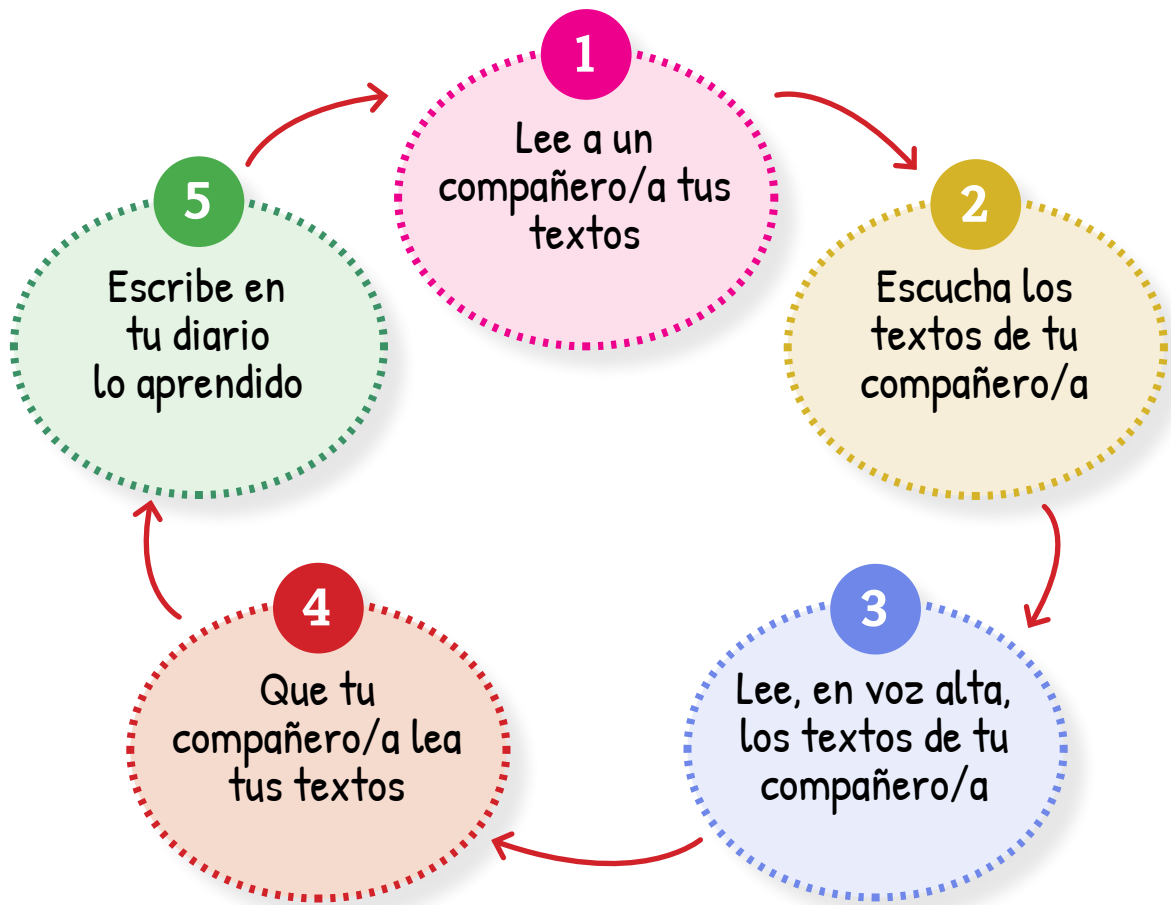 1
Lee a un
compañero/a tus
textos
2
Escucha los
textos de tu
compañero/a
3
Lee, en voz alta,
los textos de tu
compañero/a
4
Que tu
compañero/a lea
tus textos
5
Escribe en
tu diario
lo aprendido